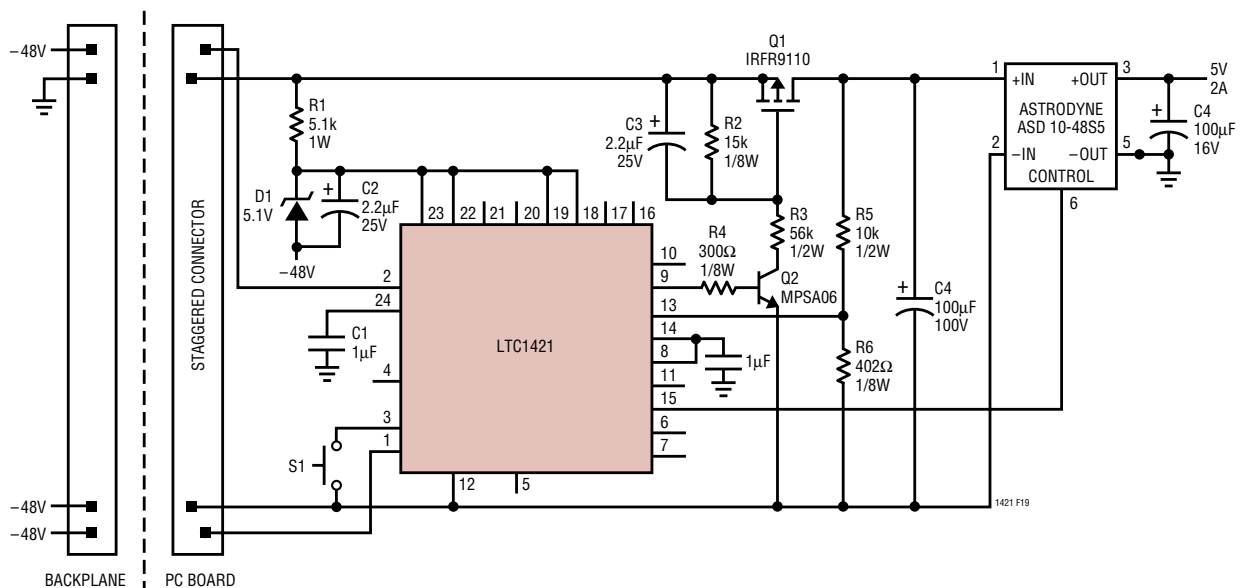 –48V
–48V
–48V
BACKPLANE
PC BOARD
STAGGERED CONNECTOR
R1
5.1k
1W
D1
5.1V
C2
2.2µF
25V
+
–48V
C1
1µF
S1
LTC1421
23
22
21
20
19
18
17
16
2
24
4
3
1
12
5
10
9
13
14
8
11
15
6
7
C3
2.2µF
25V
+
R2
15k
1/8W
Q1
IRFR9110
R3
56k
1/2W
R4
300Ω
1/8W
Q2
MPSA06
1µF
R5
10k
1/2W
R6
402Ω
1/8W
+
C4
100µF
100V
1
+IN
2
–IN
ASTRODYNE
ASD 10-48S5
+OUT
3
–OUT
5
CONTROL
6
5V
2A
+
C4
100µF
16V
1421 F19